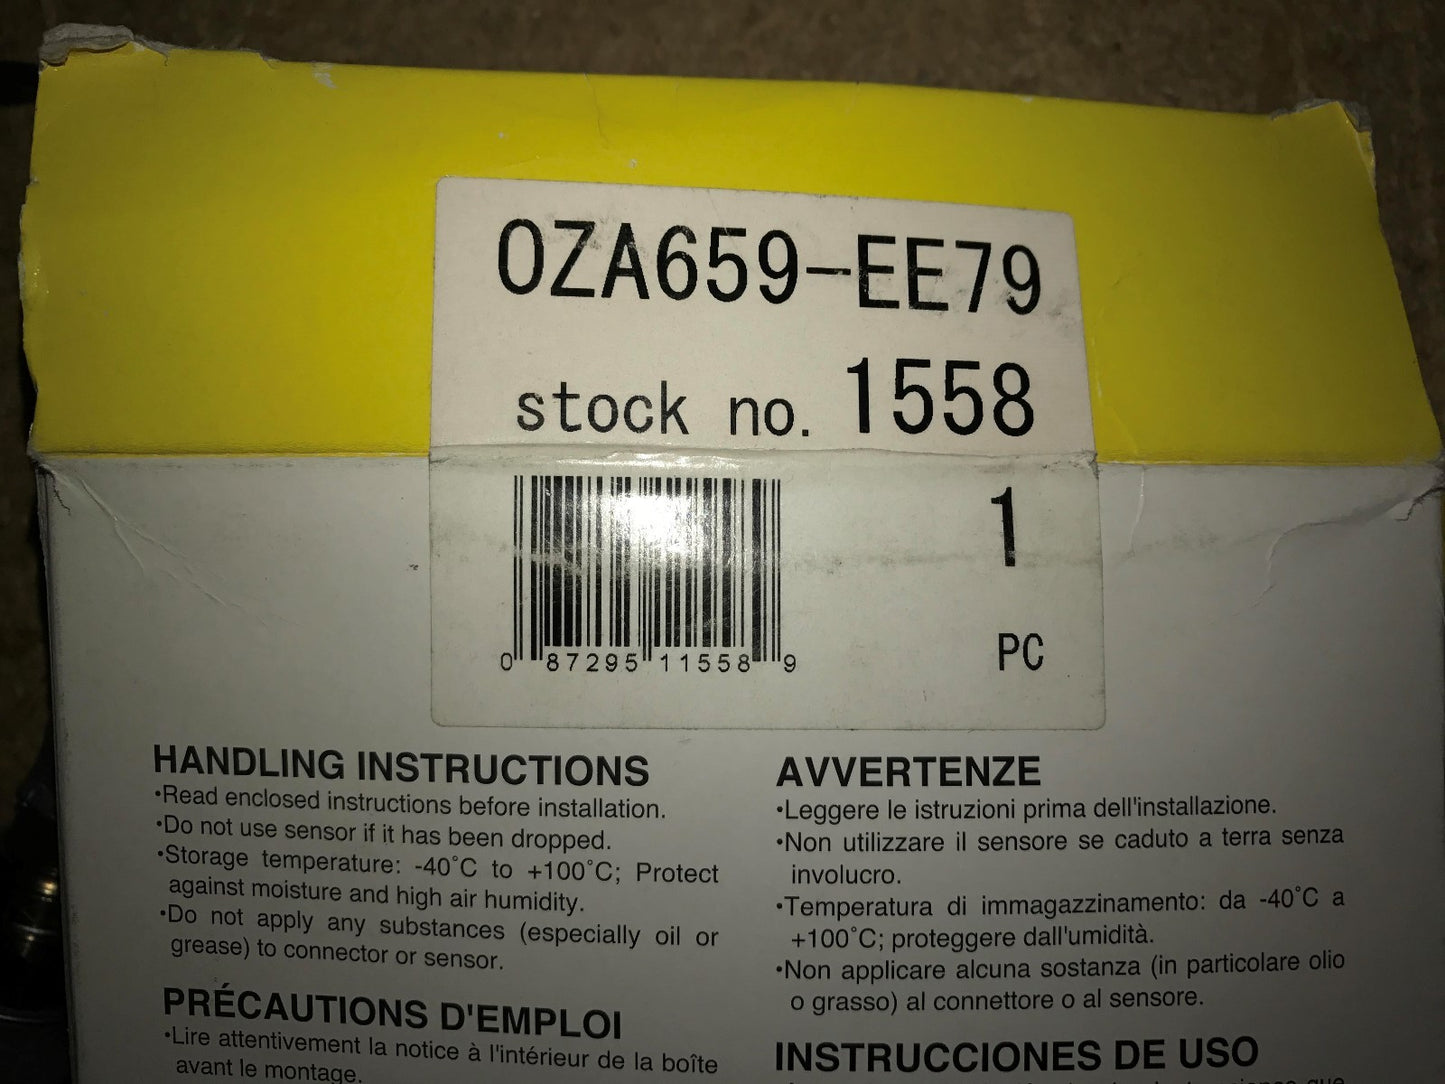 OZA659-EE79
stock no. 1558
1
PC
0 87295 11558 9
HANDLING INSTRUCTIONS
•Read enclosed instructions before installation.
•Do not use sensor if it has been dropped.
•Storage temperature: -40°C to +100°C; Protect
against moisture and high air humidity.
•Do not apply any substances (especially oil or
grease) to connector or sensor.
PRÉCAUTIONS D'EMPLOI
•Lire attentivement la notice à l'intérieur de la boîte
avant le montage.
AVVERTENZE
•Leggere le istruzioni prima dell'installazione.
•Non utilizzare il sensore se caduto a terra senza
involucro.
•Temperatura di immagazzinamento: da -40°C a
+100°C; proteggere dall'umidità.
•Non applicare alcuna sostanza (in particolare olio
o grasso) al connettore o al sensore.
INSTRUCCIONES DE USO